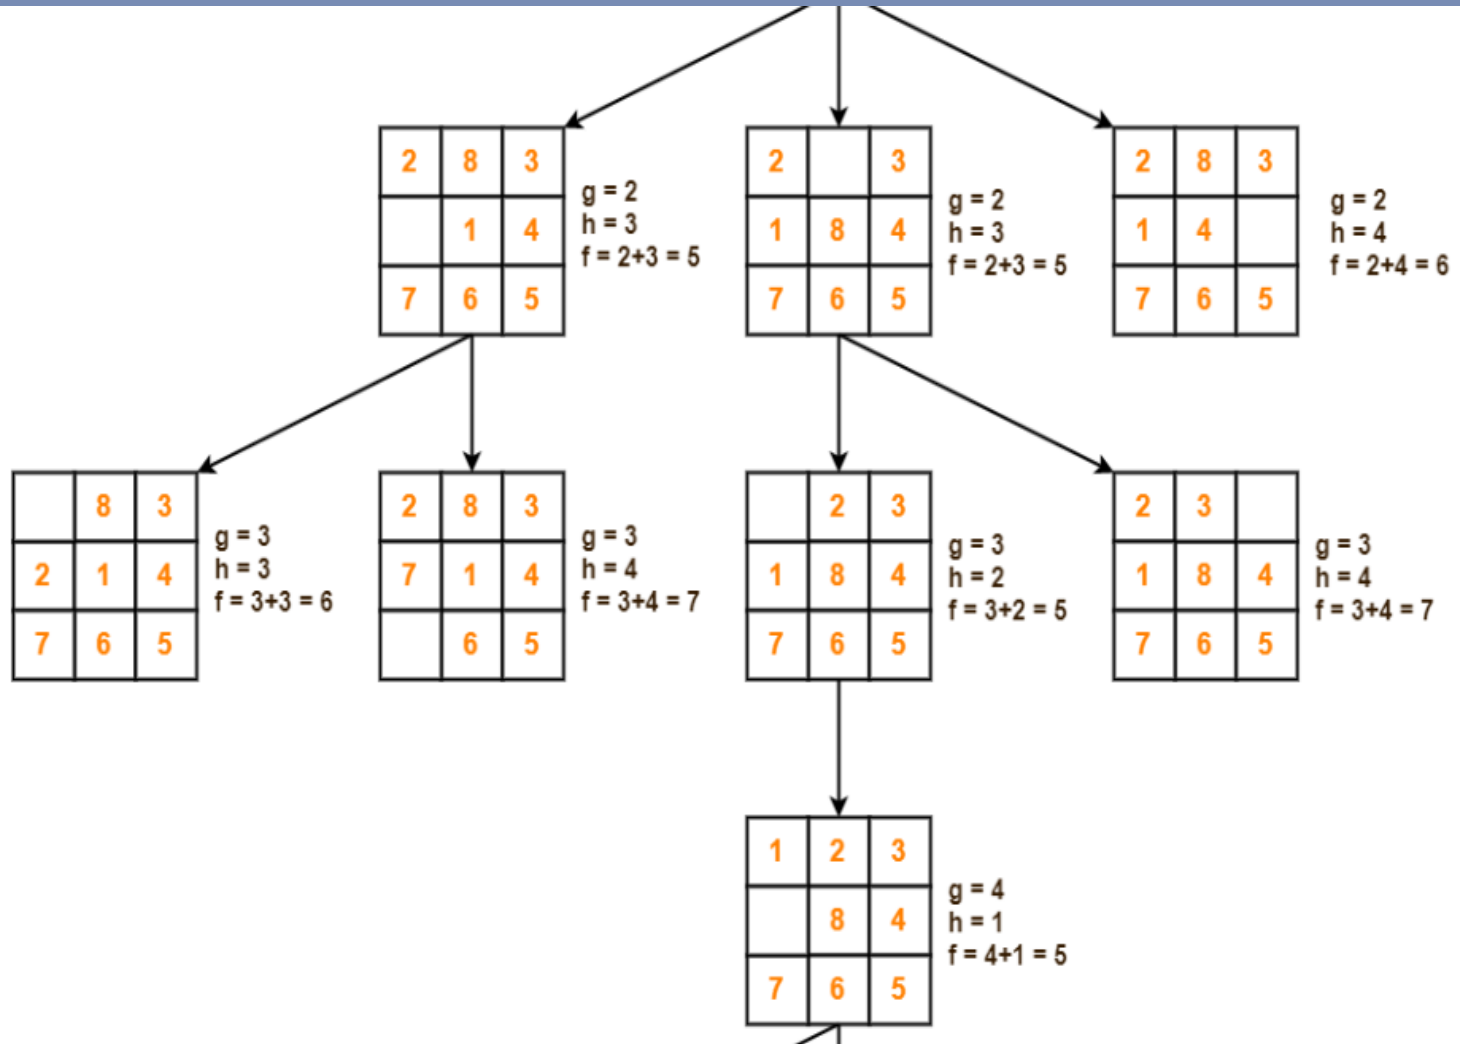 2 8 3
1 4
7 6 5
g = 2
h = 3
f = 2+3 = 5
2 3
1 8 4
7 6 5
g = 2
h = 3
f = 2+3 = 5
2 8 3
1 4
7 6 5
g = 2
h = 4
f = 2+4 = 6
8 3
2 1 4
7 6 5
g = 3
h = 3
f = 3+3 = 6
2 8 3
7 1 4
6 5
g = 3
h = 4
f = 3+4 = 7
2 3
1 8 4
7 6 5
g = 3
h = 2
f = 3+2 = 5
2 3
1 8 4
7 6 5
g = 3
h = 4
f = 3+4 = 7
1 2 3
8 4
7 6 5
g = 4
h = 1
f = 4+1 = 5